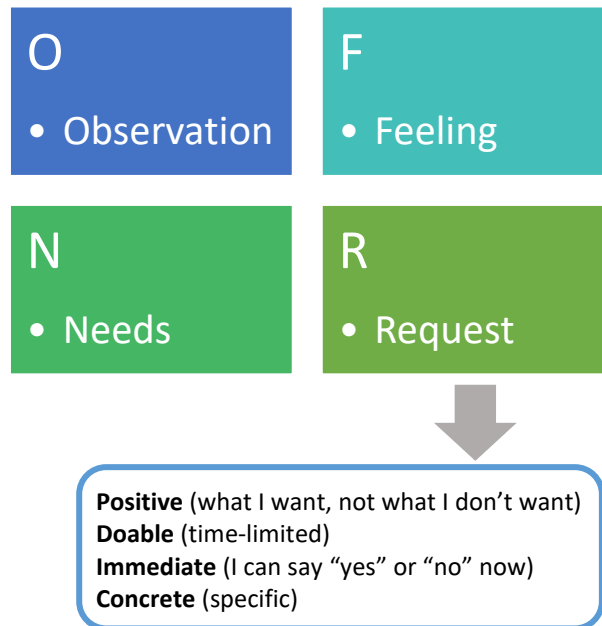 O
• Observation
F
• Feeling
N
• Needs
R
• Request
Positive (what I want, not what I don’t want)
Doable (time-limited)
Immediate (I can say “yes” or “no” now)
Concrete (specific)